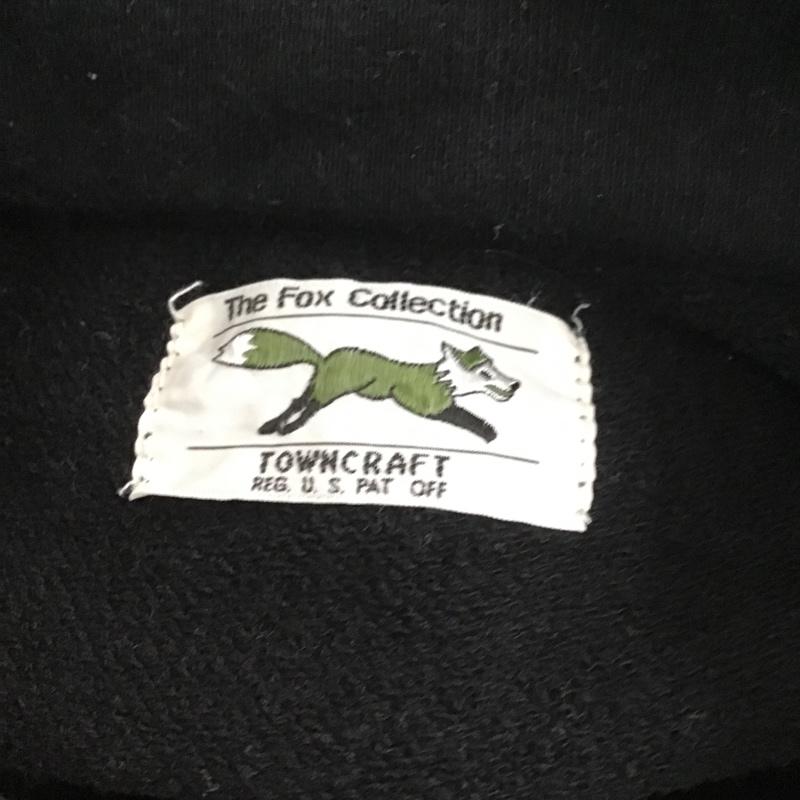 The Fox Collection
TOWNCRAFT
REG. U. S. PAT OFF